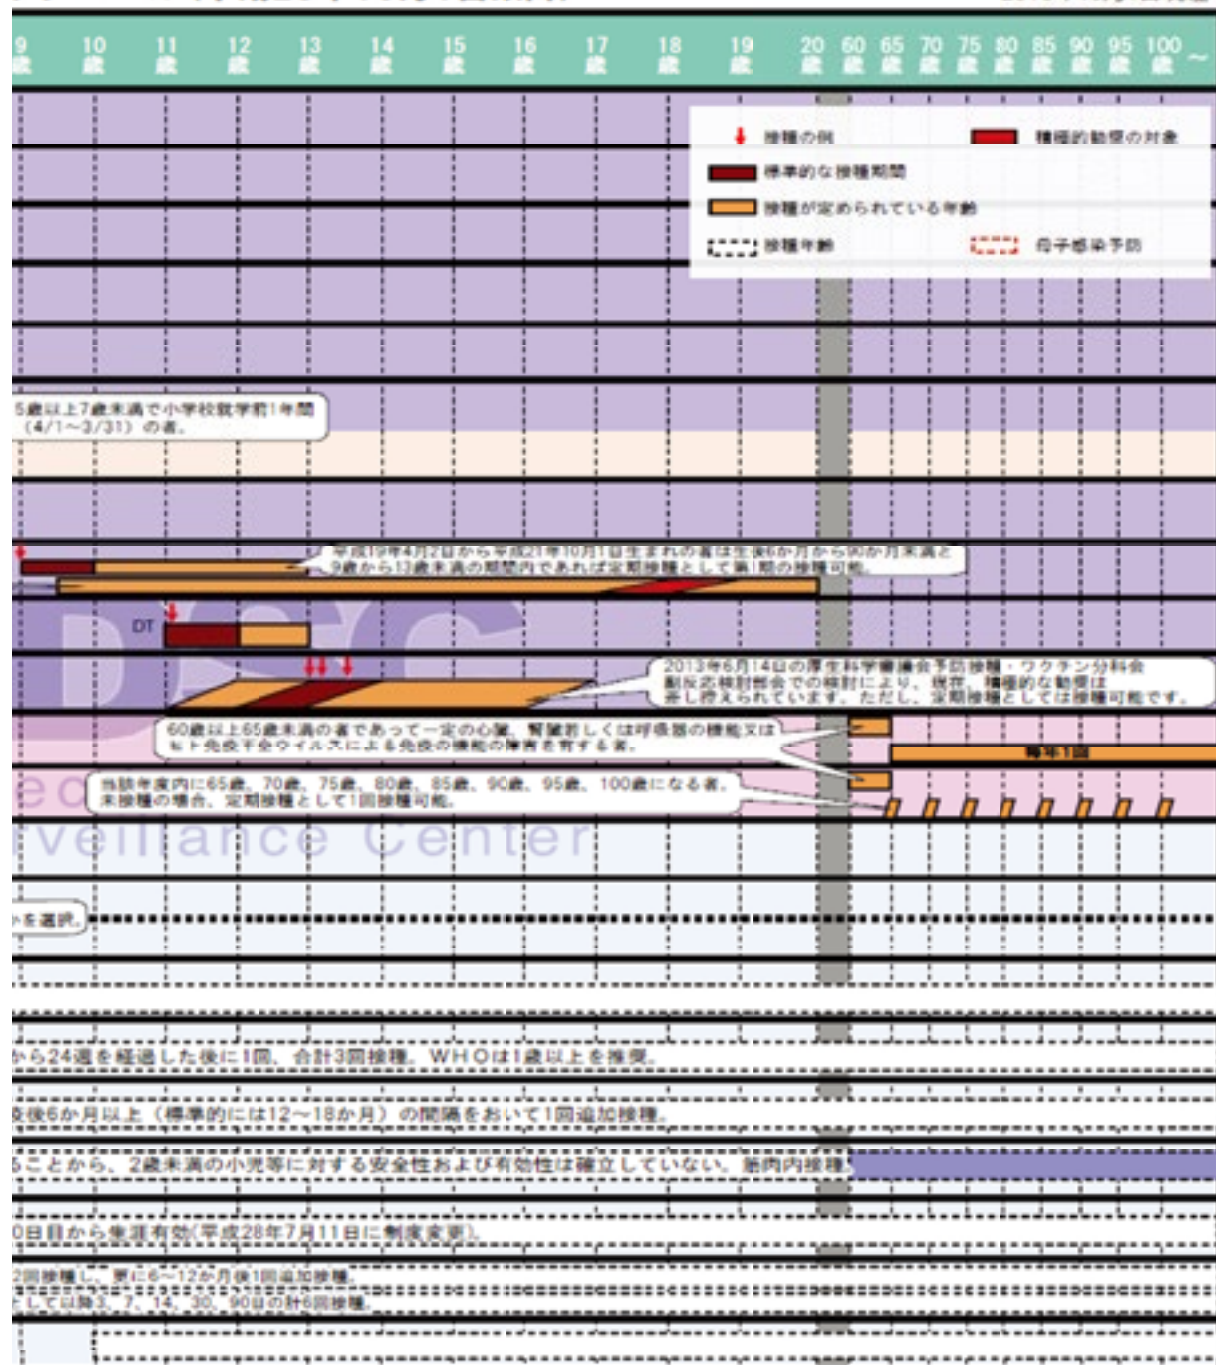 9歳 10歳 11歳 12歳 13歳 14歳 15歳 16歳 17歳 18歳 19歳 20歳 60歳 65歳 70歳 75歳 80歳 85歳 90歳 95歳 100歳 ～
接種の例
積極的勧奨の対象
標準的な接種期間
接種が定められている年齢
接種年齢
母子感染予防
5歳以上7歳未満で小学校就学前1年間
（4/1～3/31）の者。
平成19年4月2日から平成21年10月1日生まれの者は生後6か月から90か月未満と
9歳から13歳未満の期間内であれば定期接種として第1期の接種可能。
DT
2013年6月14日の厚生科学審議会予防接種・ワクチン分科会
副反応検討部会での検討により、現在、積極的な勧奨は
差し控えられています。ただし、定期接種としては接種可能です。
60歳以上65歳未満の者であって一定の心臓、腎臓若しくは呼吸器の機能又は
ヒト免疫不全ウイルスによる免疫の機能の障害を有する者。
毎年1回
当該年度内に65歳、70歳、75歳、80歳、85歳、90歳、95歳、100歳になる者。
未接種の場合、定期接種として1回接種可能。
DSC
rveillance Center
を選択。
から24週を経過した後に1回、合計3回接種。WHOは1歳以上を推奨。
後6か月以上（標準的には12～18か月）の間隔をおいて1回追加接種。
ることから、2歳未満の小児等に対する安全性および有効性は確立していない。筋肉内接種。
0日目から生涯有効(平成28年7月11日に制度変更)。
2回接種し、更に6～12か月後1回追加接種。
として以降3、7、14、30、90日の計6回接種。